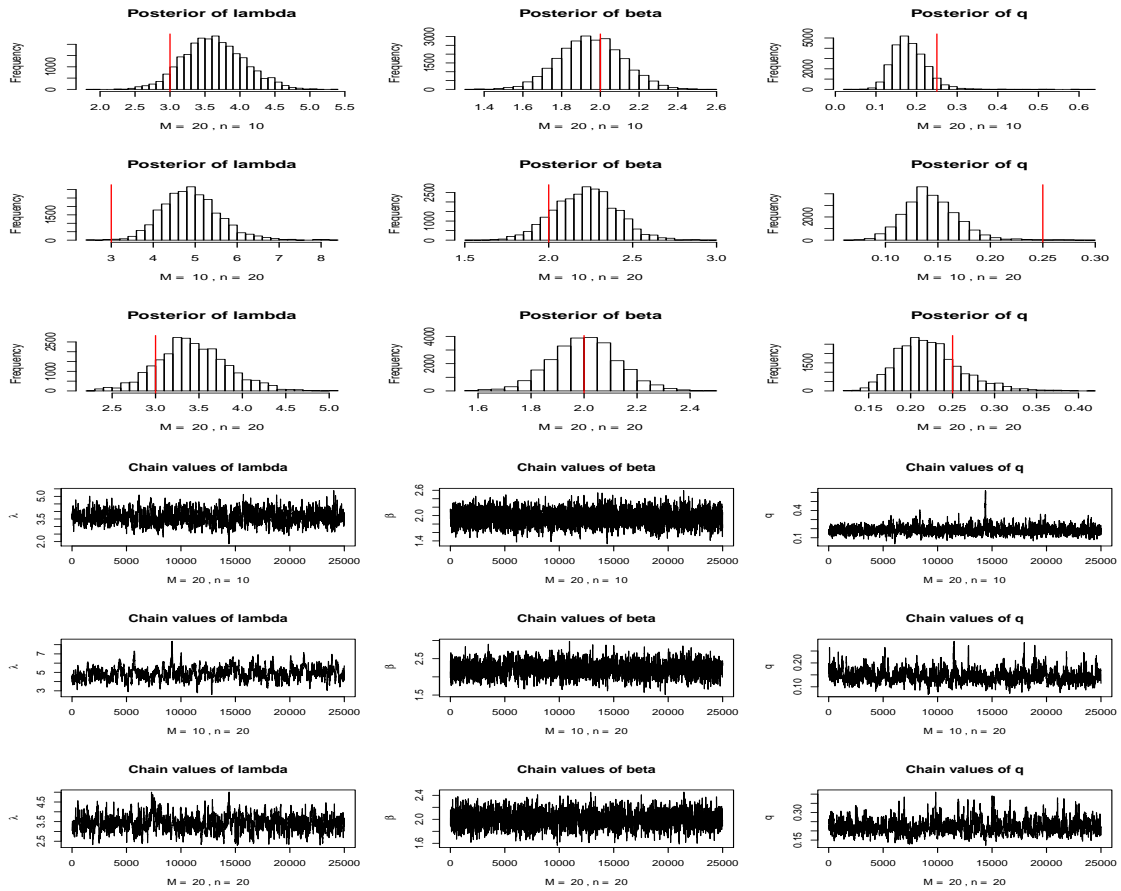 Posterior of lambda Posterior of beta Posterior of q
Frequency 0 1000 2.0 2.5 3.0 3.5 4.0 4.5 5.0 5.5
Frequency 0 1000 3000 1.4 1.6 1.8 2.0 2.2 2.4 2.6
Frequency 0 2000 5000 0.0 0.1 0.2 0.3 0.4 0.5 0.6
M = 20 , n = 10 M = 20 , n = 10 M = 20 , n = 10
Posterior of lambda Posterior of beta Posterior of q
Frequency 0 1500 3 4 5 6 7 8
Frequency 0 1000 2500 1.5 2.0 2.5 3.0
Frequency 0 2000 0.10 0.15 0.20 0.25 0.30
M = 10 , n = 20 M = 10 , n = 20 M = 10 , n = 20
Posterior of lambda Posterior of beta Posterior of q
Frequency 0 1000 2500 2.5 3.0 3.5 4.0 4.5 5.0
Frequency 0 2000 4000 1.6 1.8 2.0 2.2 2.4
Frequency 0 1500 0.15 0.20 0.25 0.30 0.35 0.40
M = 20 , n = 20 M = 20 , n = 20 M = 20 , n = 20
Chain values of lambda Chain values of beta Chain values of q
λ 2.0 3.5 5.0 0 5000 10000 15000 20000 25000
β 1.4 2.0 2.6 0 5000 10000 15000 20000 25000
q 0.1 0.4 0 5000 10000 15000 20000 25000
M = 20 , n = 10 M = 20 , n = 10 M = 20 , n = 10
Chain values of lambda Chain values of beta Chain values of q
λ 3 5 7 0 5000 10000 15000 20000 25000
β 1.5 2.5 0 5000 10000 15000 20000 25000
q 0.10 0.20 0 5000 10000 15000 20000 25000
M = 10 , n = 20 M = 10 , n = 20 M = 10 , n = 20
Chain values of lambda Chain values of beta Chain values of q
λ 2.5 3.5 4.5 0 5000 10000 15000 20000 25000
β 1.6 2.0 2.4 0 5000 10000 15000 20000 25000
q 0.15 0.30 0 5000 10000 15000 20000 25000
M = 20 , n = 20 M = 20 , n = 20 M = 20 , n = 20